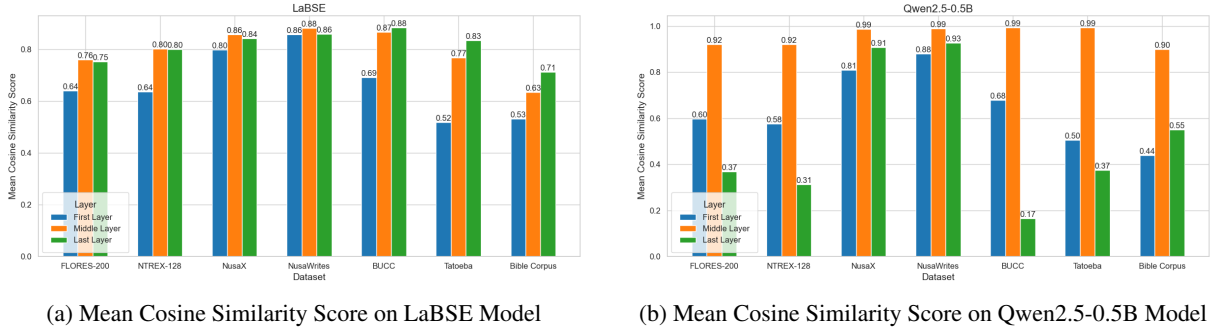 LaBSE
Mean Cosine Similarity Score
0.8
0.6
0.4
0.2
0.0
0.64 0.76 0.75
0.64 0.80 0.80
0.80 0.86 0.84
0.86 0.88 0.86
0.69 0.87 0.88
0.52 0.77 0.83
0.53 0.63 0.71
Layer
First Layer
Middle Layer
Last Layer
FLORES-200 NTREX-128 NusaX NusaWrites BUCC Tatoeba Bible Corpus
Dataset
(a) Mean Cosine Similarity Score on LaBSE Model
Qwen2.5-0.5B
Mean Cosine Similarity Score
1.0
0.8
0.6
0.4
0.2
0.0
0.60 0.92 0.37
0.58 0.92 0.31
0.81 0.99 0.91
0.88 0.99 0.93
0.68 0.99 0.17
0.50 0.99 0.37
0.44 0.90 0.55
Layer
First Layer
Middle Layer
Last Layer
FLORES-200 NTREX-128 NusaX NusaWrites BUCC Tatoeba Bible Corpus
Dataset
(b) Mean Cosine Similarity Score on Qwen2.5-0.5B Model